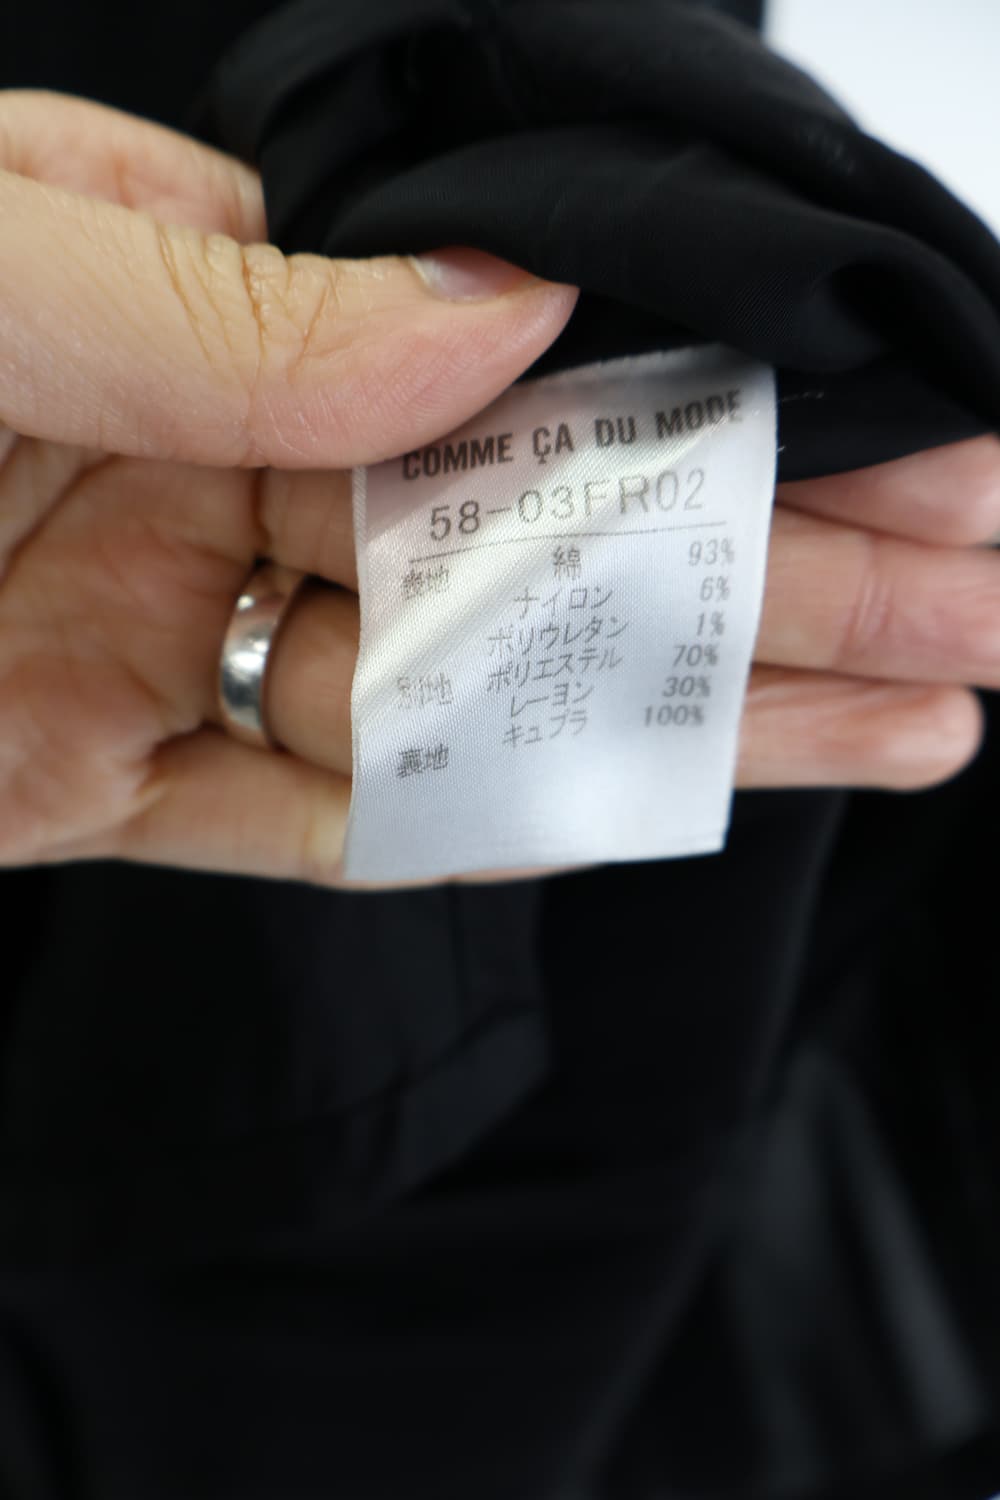 COMME ÇA DU MODE
58-03FR02
表地 綿 93%
ナイロン 6%
ポリウレタン 1%
別地 ポリエステル 70%
レーヨン 30%
裏地 キュプラ 100%